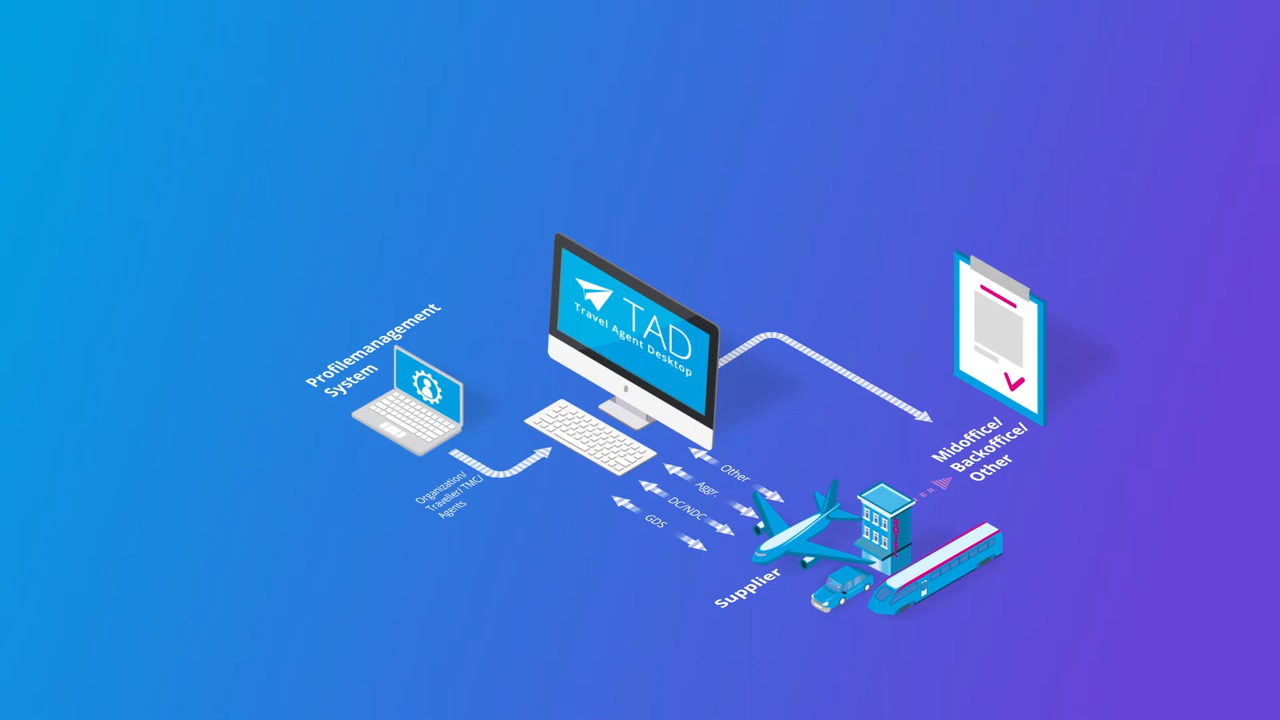 Profilemanagement
System
Organization/
Traveller/ TMC/
Agents
TAD
Travel Agent Desktop
Other
Aggr.
DC/NDC
GDS
Supplier
HOTEL
Midoffice/
Backoffice/
Other